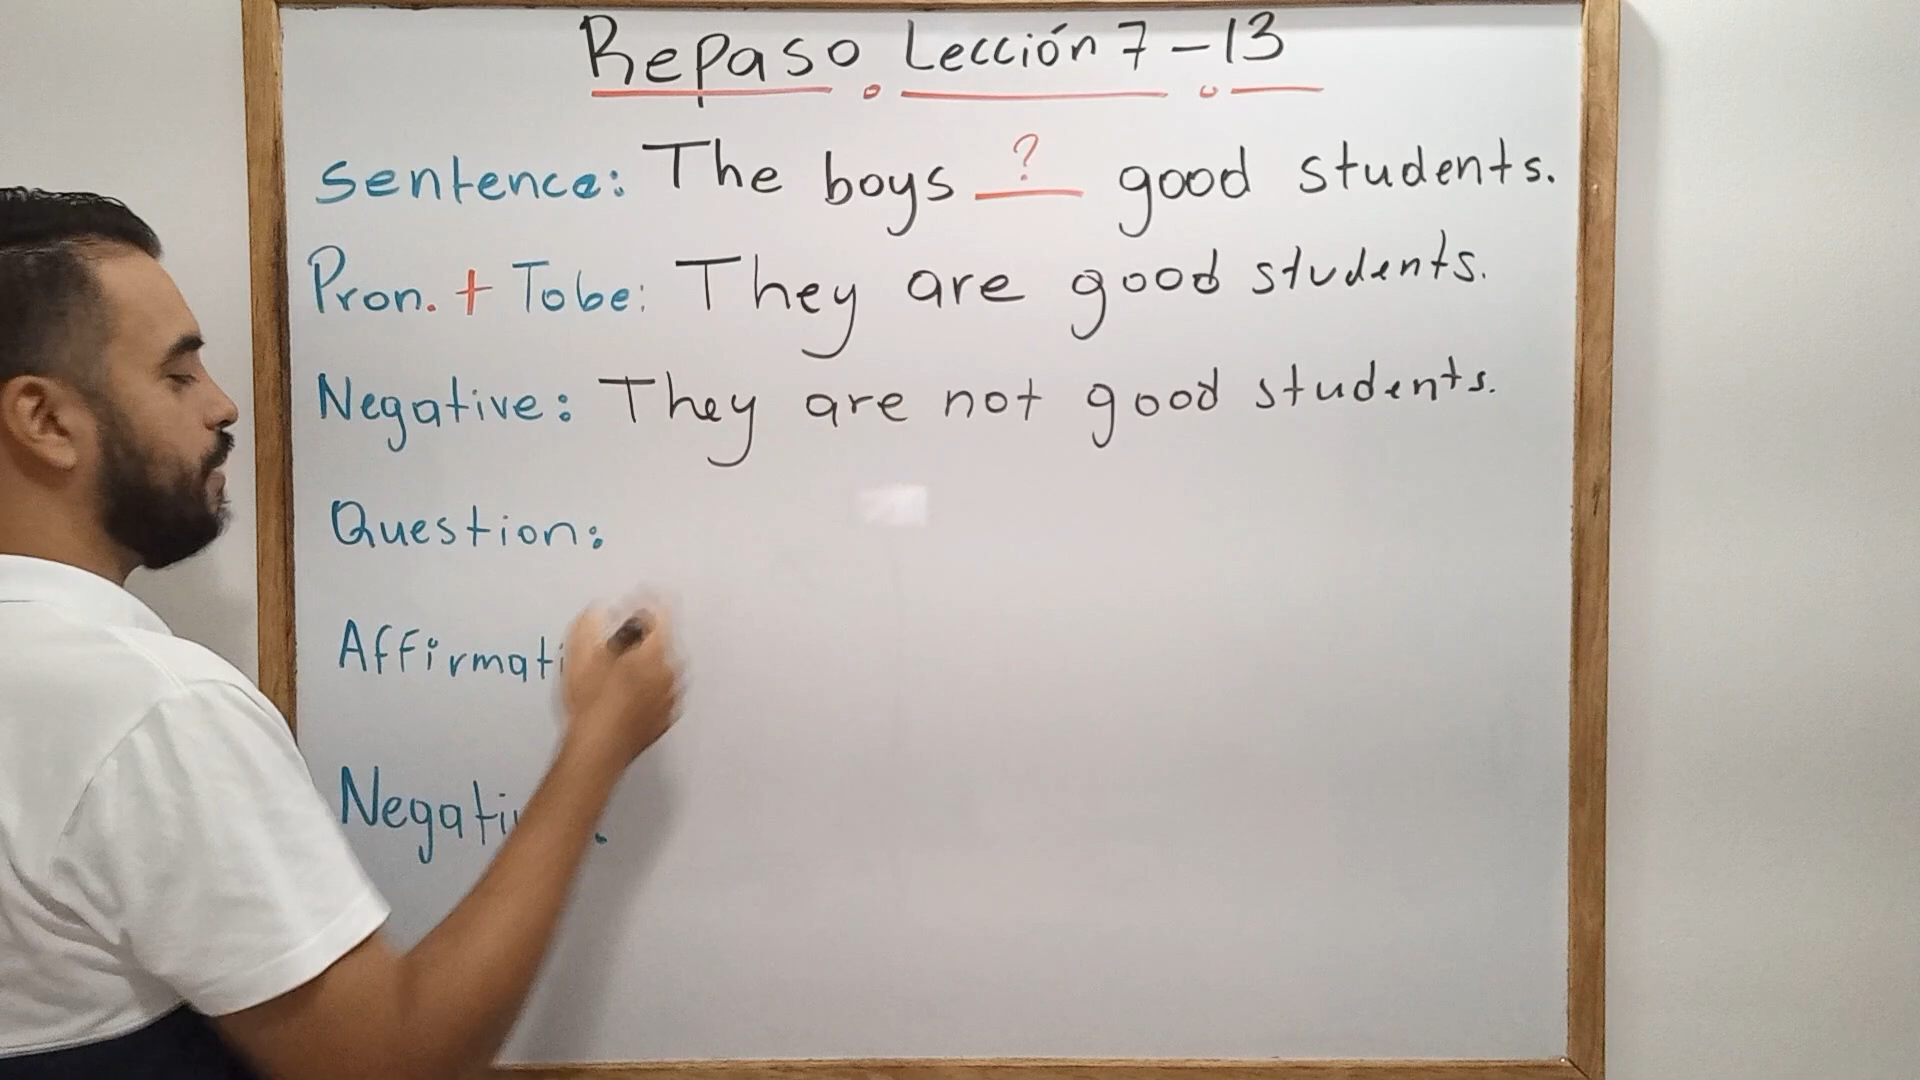 Repaso Lección 7-13
Sentence: The boys ? good students.
Pron. + Tobe: They are good students.
Negative: They are not good students.
Question:
Affirmati
Negati